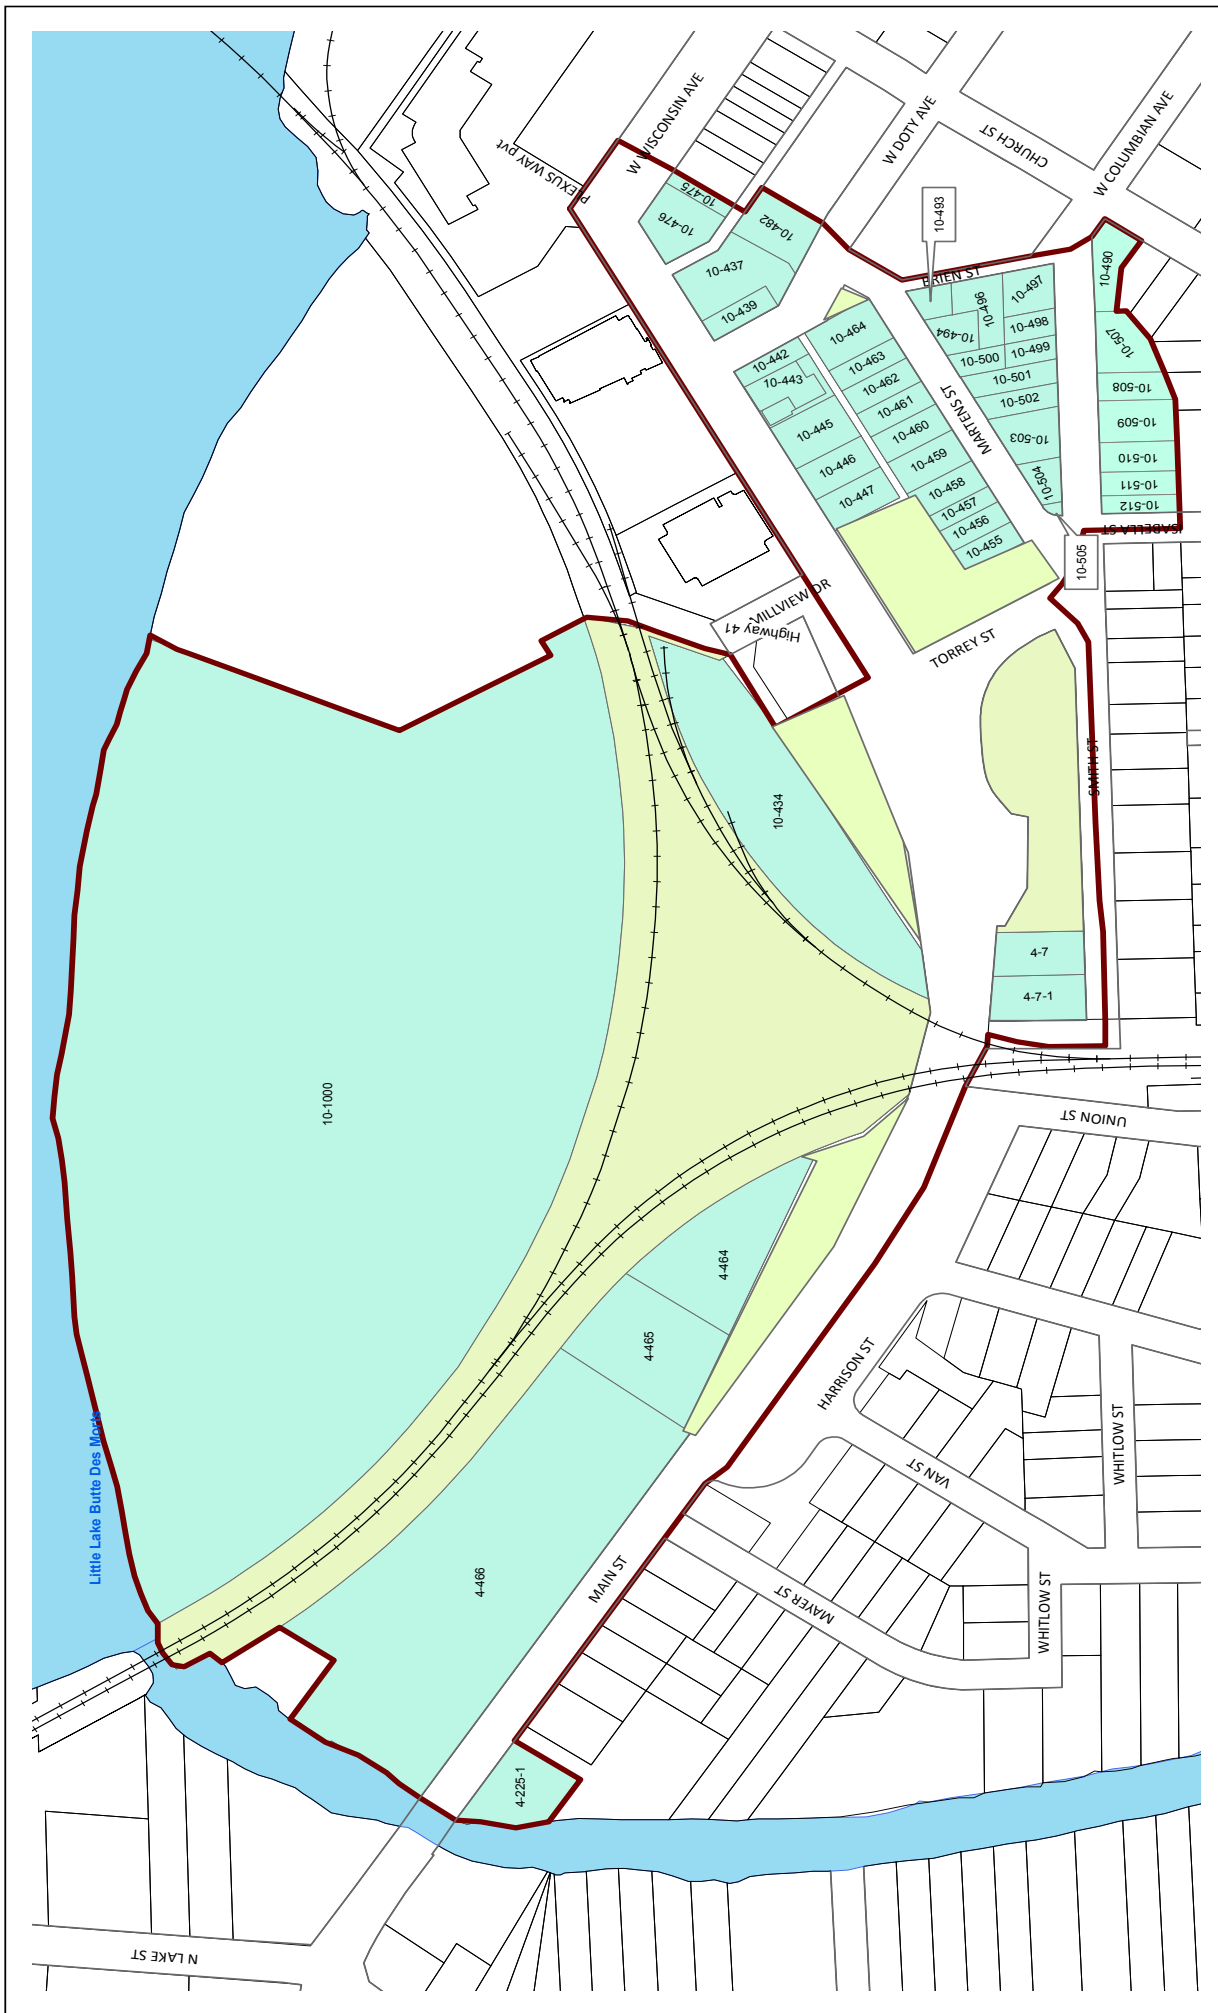 W WISCONSIN AVE
PLEXUS WAY pvt
W DOTY AVE
CHURCH ST
W COLUMBIAN AVE
10-475
10-476
10-482
10-493
10-437
10-439
BRIEN ST
10-490
10-497
10-496
10-494
10-498
10-499
10-500
10-501
10-502
10-503
10-504
10-505
10-507
10-508
10-509
10-510
10-511
10-512
10-464
10-463
10-462
10-461
10-460
10-459
10-458
10-457
10-456
10-455
10-442
10-443
10-445
10-446
10-447
MARTENS ST
ISABELLA ST
MILLVIEW DR
Highway 41
TORREY ST
SMITH ST
10-434
4-7
4-7-1
10-1000
UNION ST
4-464
4-465
HARRISON ST
WHITLOW ST
VAN ST
Little Lake Butte Des Morts
4-466
MAIN ST
MAYER ST
WHITLOW ST
4-225-1
N LAKE ST